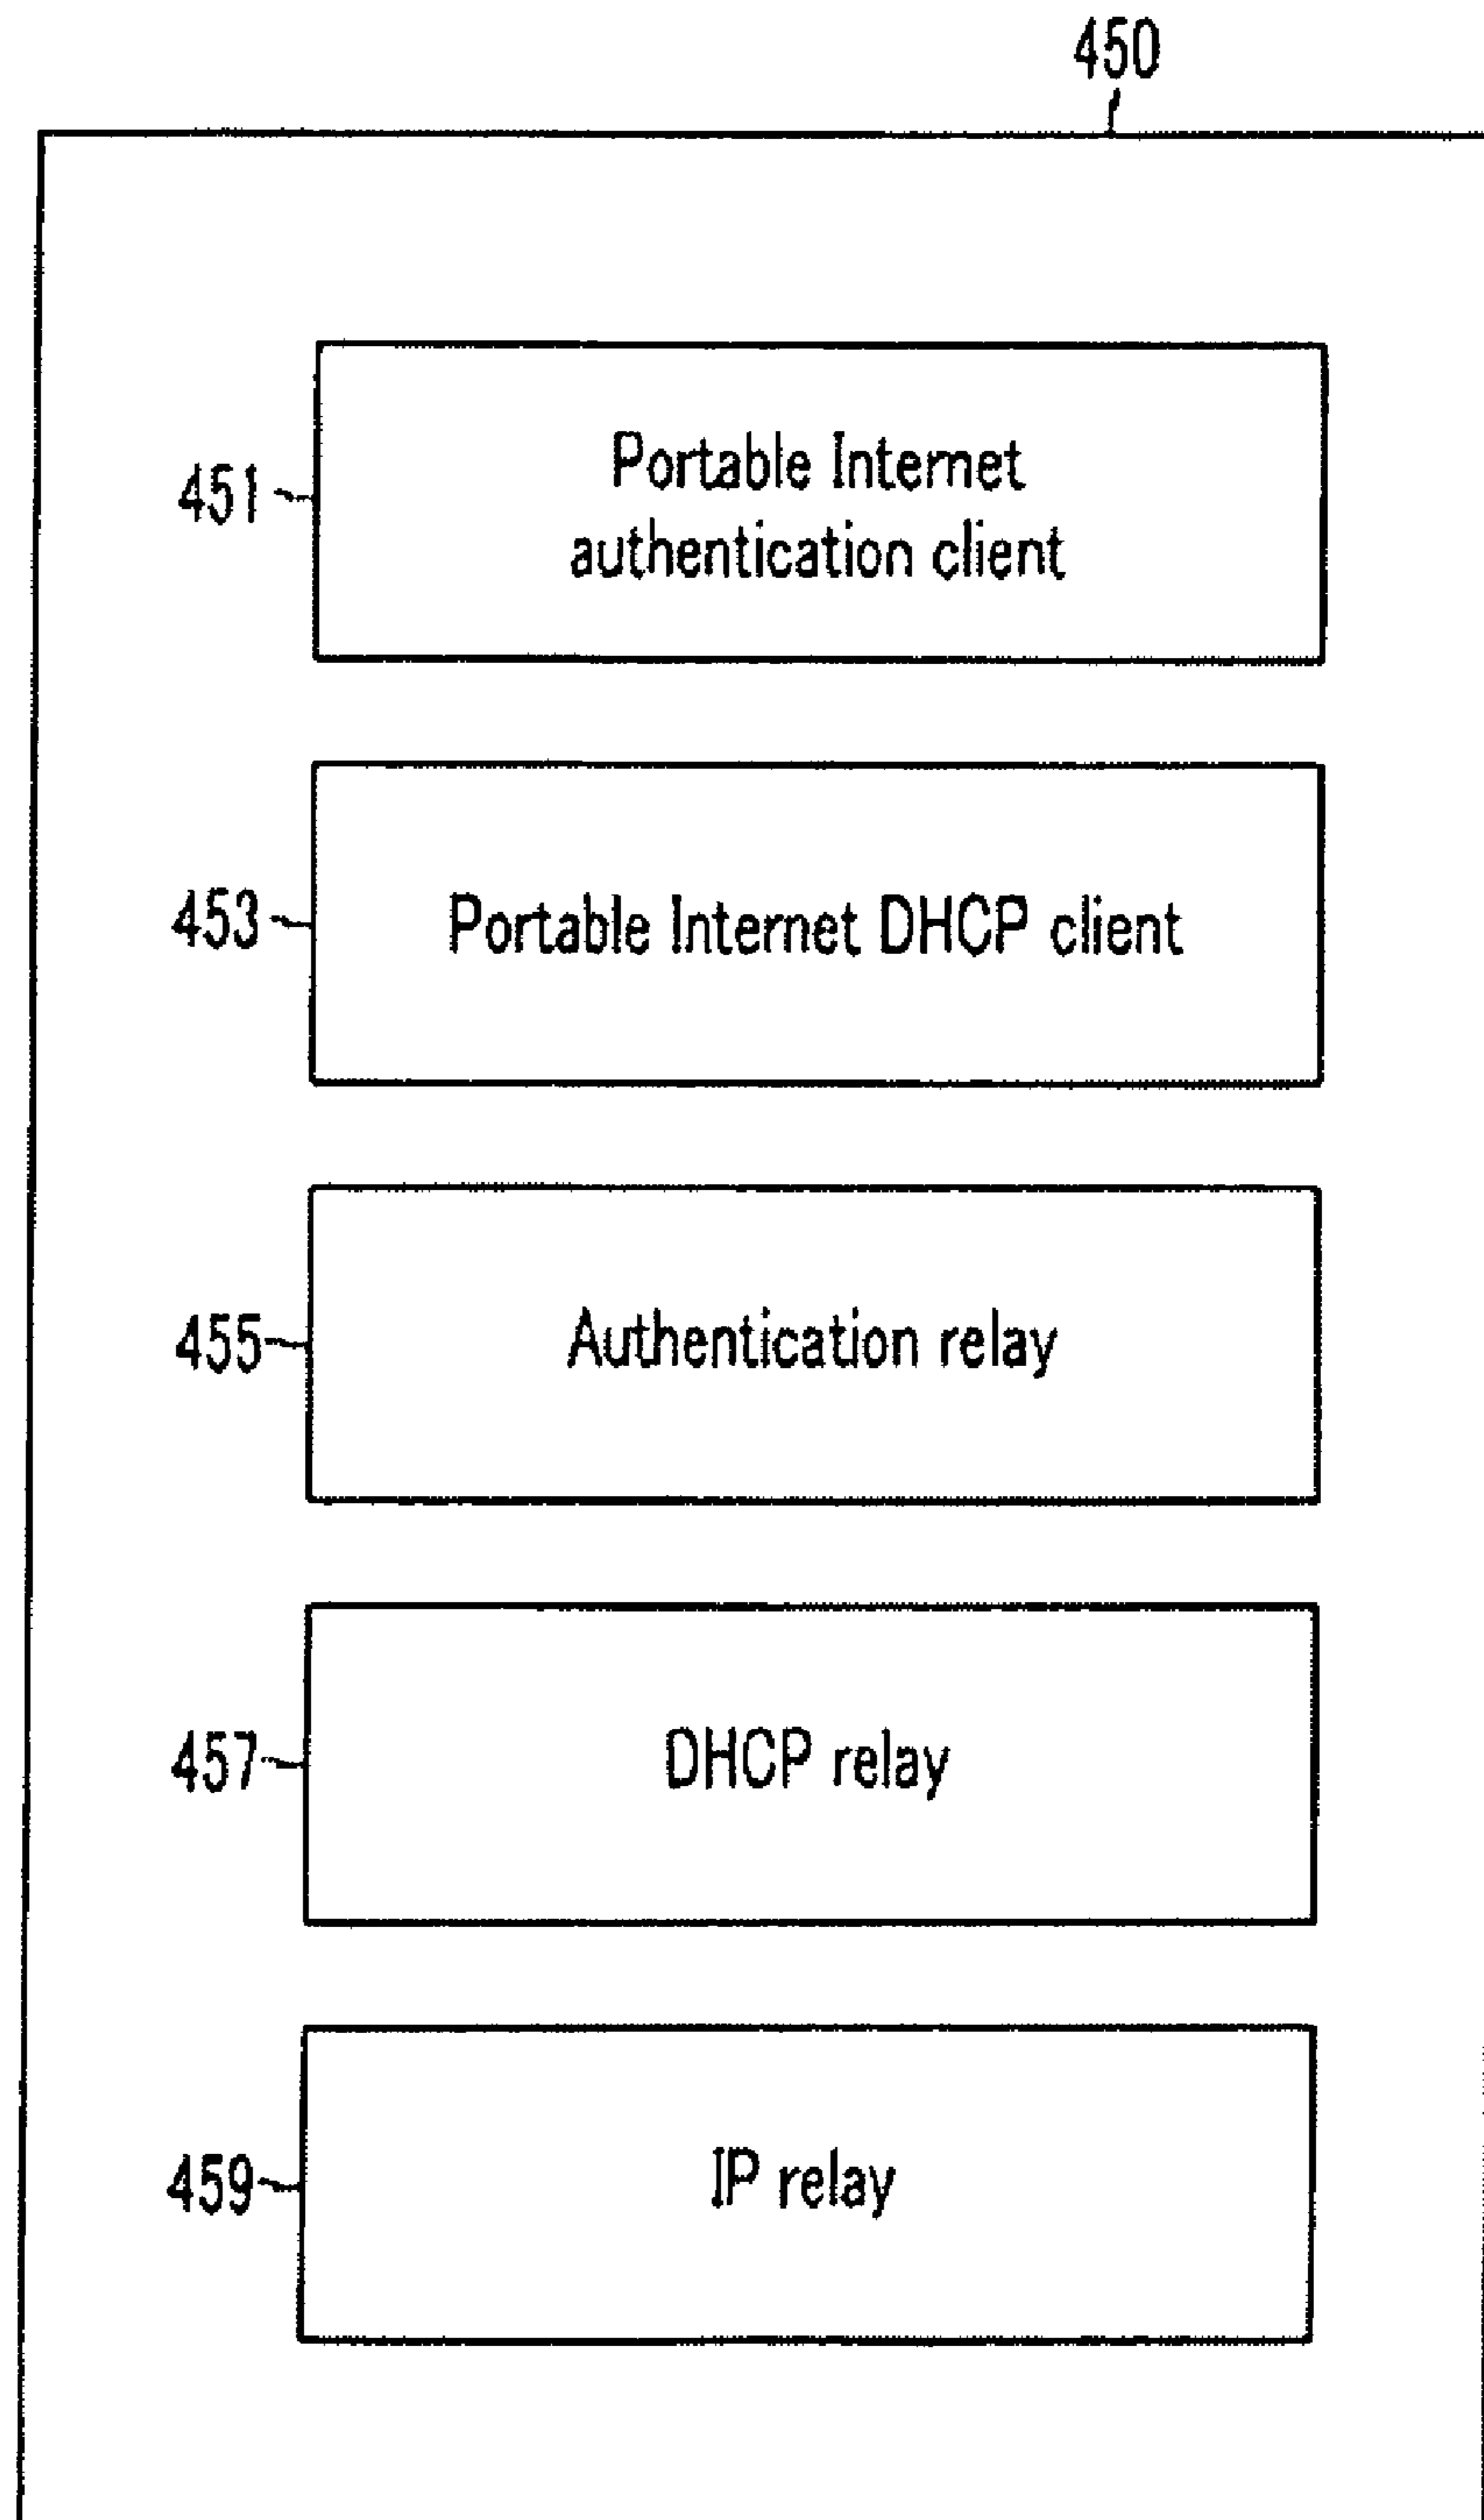 450
451
Portable Internet
authentication client
453
Portable Internet DHCP client
455
Authentication relay
457
DHCP relay
459
IP relay